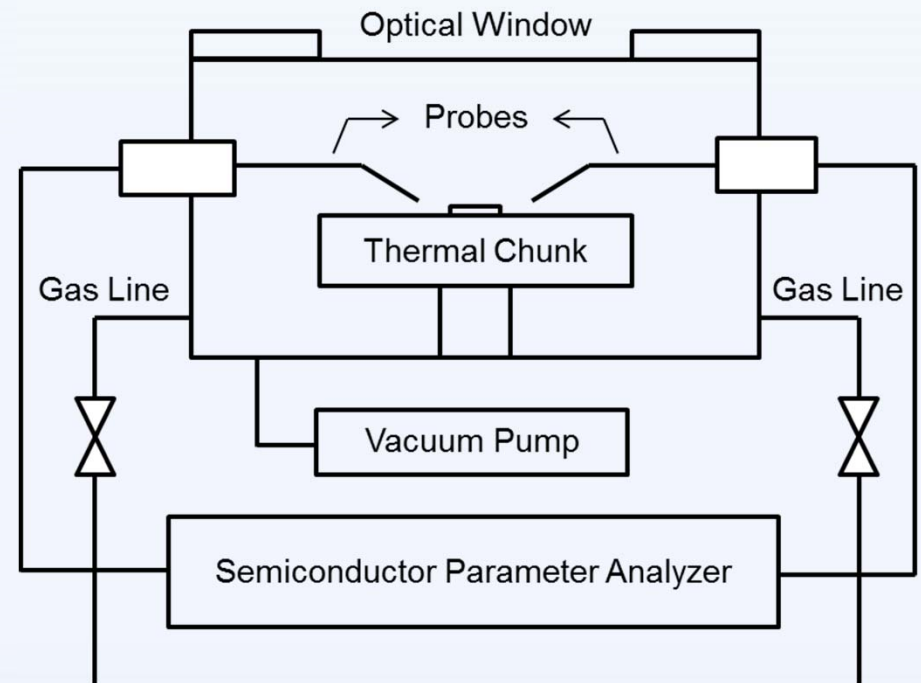 Optical Window
Probes
Thermal Chunk
Gas Line
Gas Line
Vacuum Pump
Semiconductor Parameter Analyzer